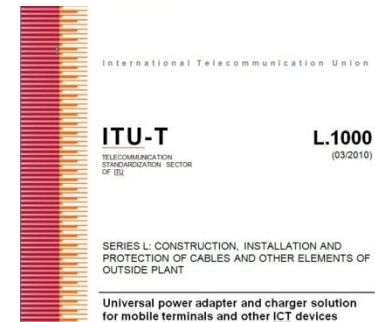 International Telecommunication Union
ITU-T
L.1000
TELECOMMUNICATION
(03/2010)
STANDARDIZATION SECTOR
OF ITU
SERIES L: CONSTRUCTION, INSTALLATION AND
PROTECTION OF CABLES AND OTHER ELEMENTS OF
OUTSIDE PLANT
Universal power adapter and charger solution
for mobile terminals and other ICT devices